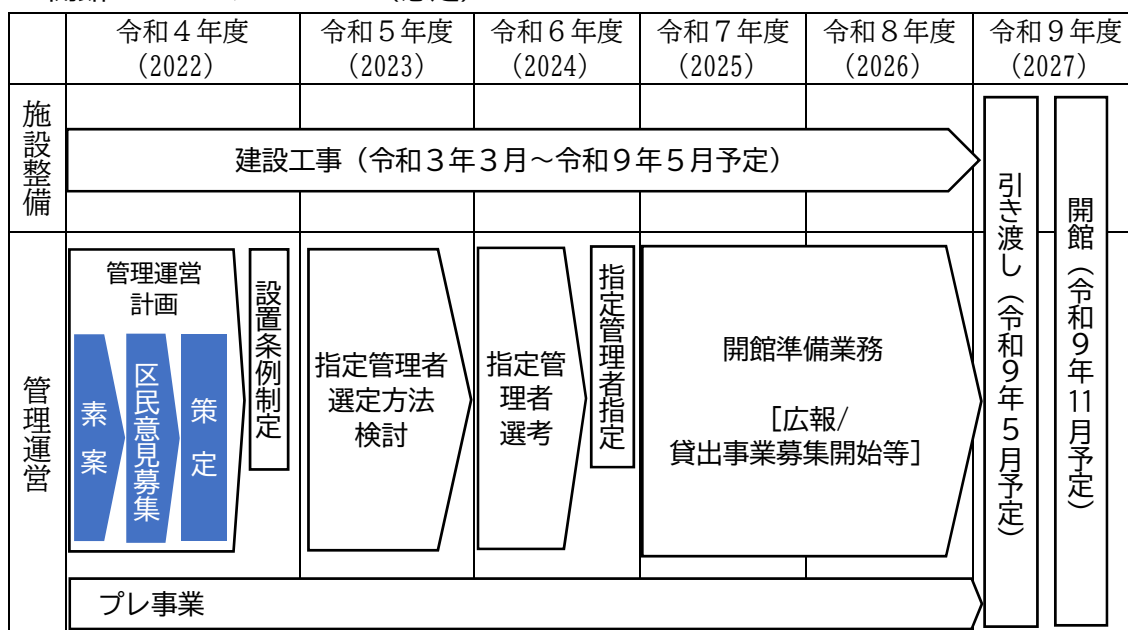 令和４年度 令和５年度 令和６年度 令和７年度 令和８年度 令和９年度
(2022) (2023) (2024) (2025) (2026) (2027)
施設整備
建設工事（令和３年３月～令和９年５月予定）
管理運営
管理運営
計画
素案
区民意見募集
策定
設置条例制定
指定管理者
選定方法
検討
指定管
理者
選考
指定管理者指定
開館準備業務
［広報/
貸出事業募集開始等］
プレ事業
引き渡し（令和９年５月予定）
開館（令和９年11月予定）